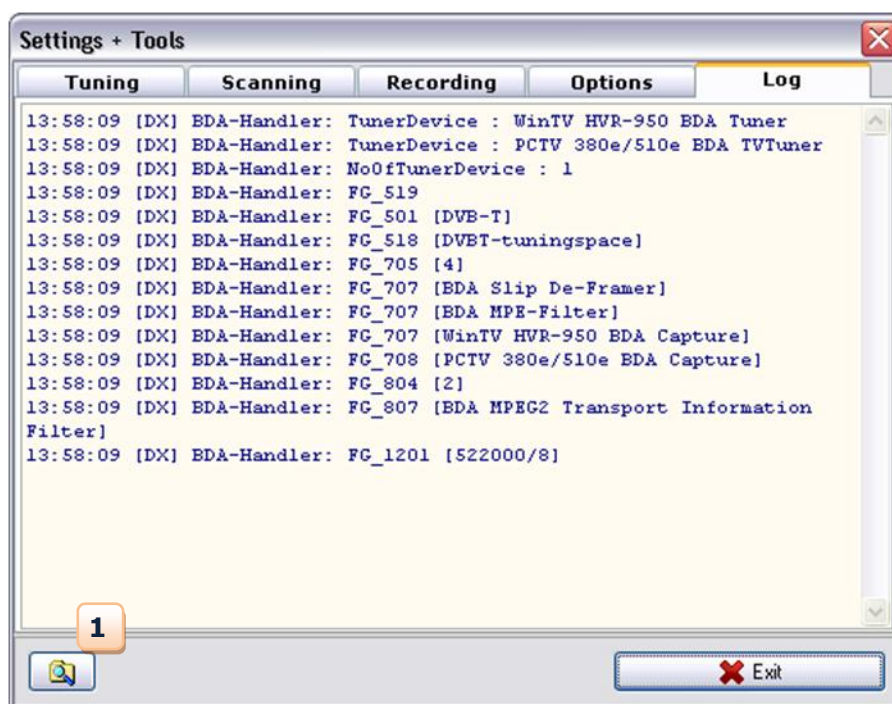 Settings + Tools
Tuning Scanning Recording Options Log
13:58:09 [DX] BDA-Handler: TunerDevice : WinTV HVR-950 BDA Tuner
13:58:09 [DX] BDA-Handler: TunerDevice : PCTV 380e/510e BDA TVTuner
13:58:09 [DX] BDA-Handler: NoOfTunerDevice : 1
13:58:09 [DX] BDA-Handler: FG_519
13:58:09 [DX] BDA-Handler: FG_501 [DVB-T]
13:58:09 [DX] BDA-Handler: FG_518 [DVBT-tuningspace]
13:58:09 [DX] BDA-Handler: FG_705 [4]
13:58:09 [DX] BDA-Handler: FG_707 [BDA Slip De-Framer]
13:58:09 [DX] BDA-Handler: FG_707 [BDA MPE-Filter]
13:58:09 [DX] BDA-Handler: FG_707 [WinTV HVR-950 BDA Capture]
13:58:09 [DX] BDA-Handler: FG_708 [PCTV 380e/510e BDA Capture]
13:58:09 [DX] BDA-Handler: FG_804 [2]
13:58:09 [DX] BDA-Handler: FG_807 [BDA MPEG2 Transport Information
Filter]
13:58:09 [DX] BDA-Handler: FG_1201 [522000/8]
1
Exit